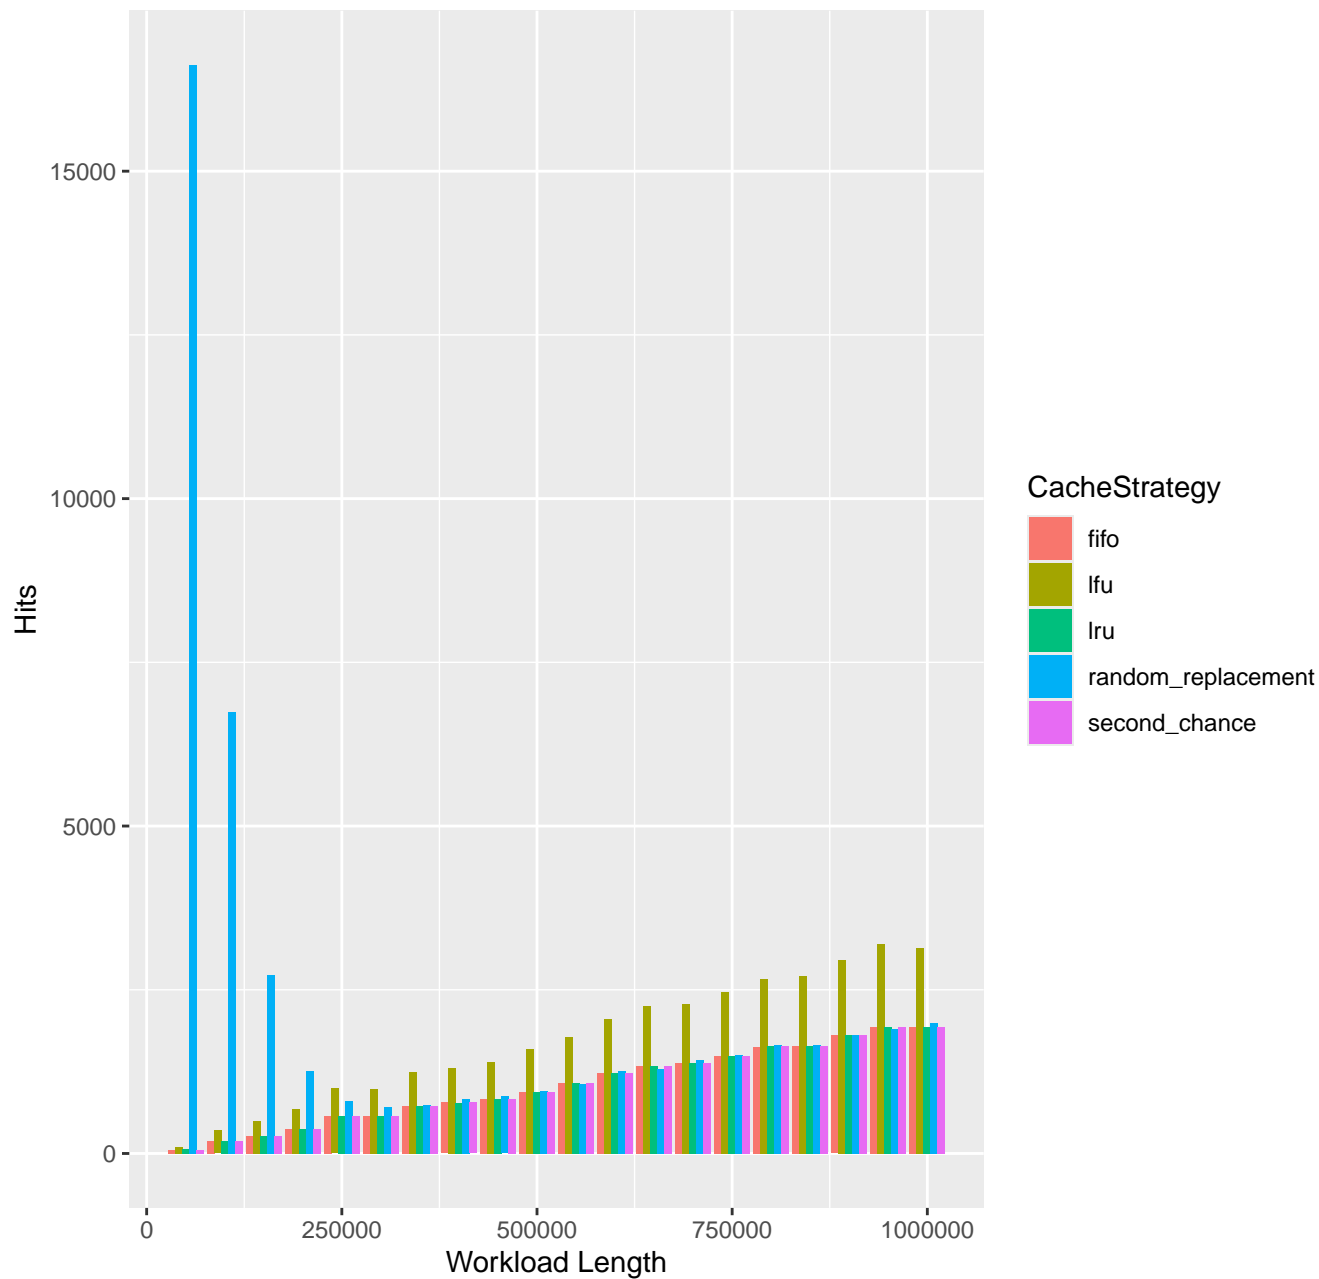 Hits
15000
10000
5000
0
0
250000
500000
750000
1000000
Workload Length
CacheStrategy
fifo
lfu
lru
random_replacement
second_chance